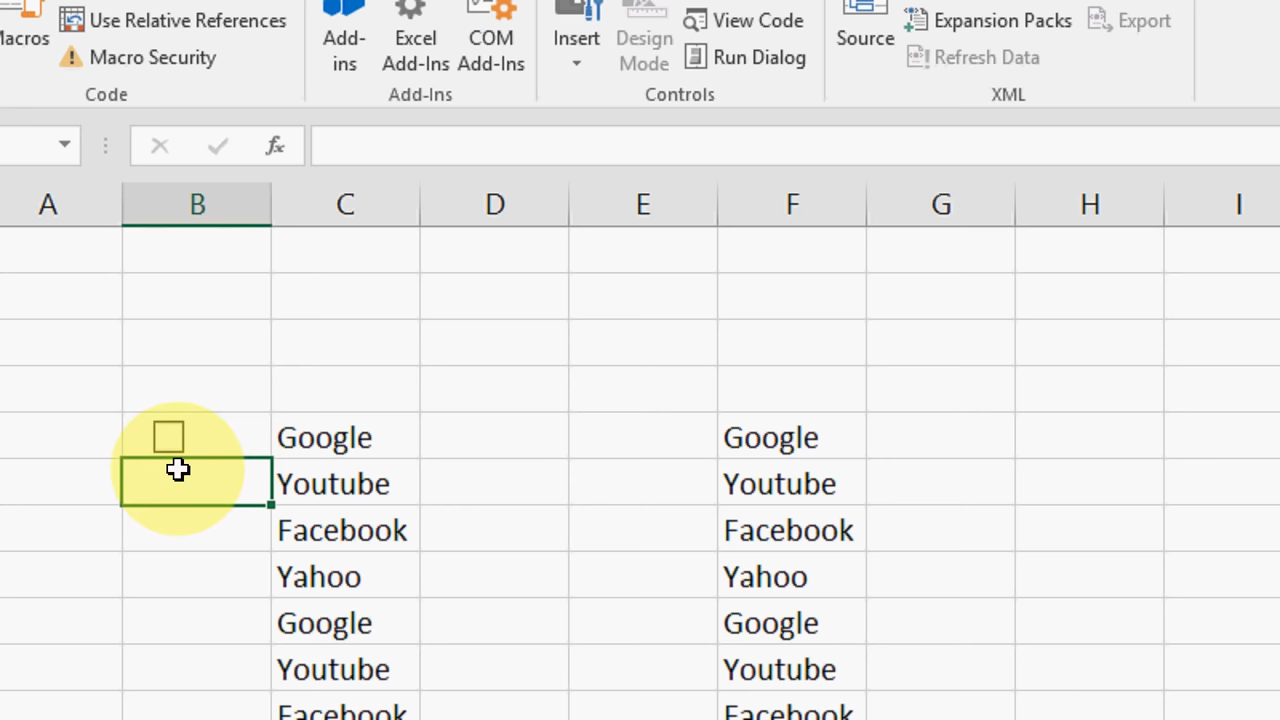 Macros
Use Relative References
Macro Security
Code
Add-
ins
Excel
Add-Ins
COM
Add-Ins
Add-Ins
Insert
Design
Mode
View Code
Run Dialog
Controls
Source
Expansion Packs
Export
Refresh Data
XML
fx
A B C D E F G H I
Google Google
Youtube Youtube
Facebook Facebook
Yahoo Yahoo
Google Google
Youtube Youtube
Facebook Facebook